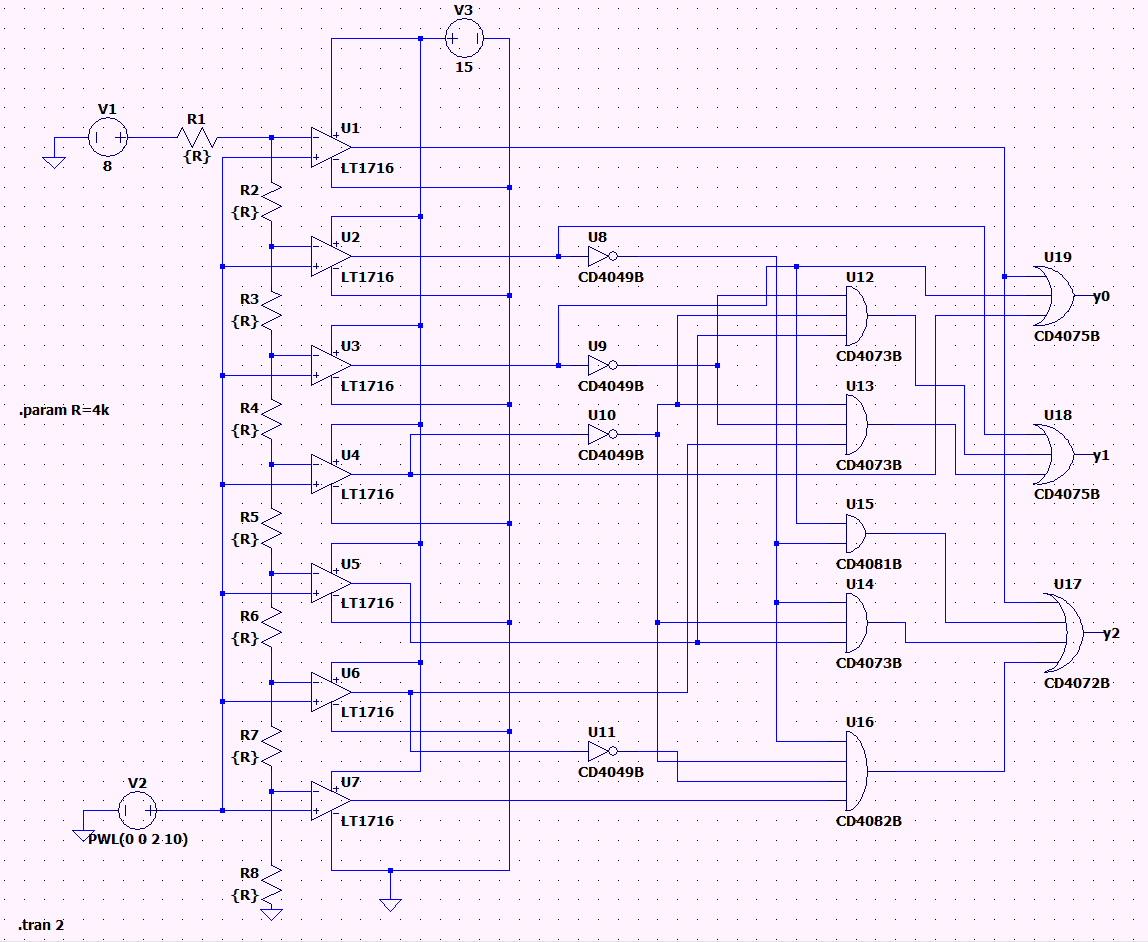 V3
15
V1
8
R1
{R}
U1
LT1716
R2
{R}
U2
LT1716
U8
CD4049B
U12
CD4073B
U19
y0
CD4075B
R3
{R}
U3
LT1716
U9
CD4049B
U13
CD4073B
.param R=4k
R4
{R}
U10
CD4049B
U18
y1
CD4075B
U4
LT1716
R5
{R}
U15
CD4081B
U5
LT1716
U14
CD4073B
U17
y2
CD4072B
R6
{R}
U6
LT1716
R7
{R}
U11
CD4049B
U16
CD4082B
V2
PWL(0 0 2 10)
U7
LT1716
R8
{R}
.tran 2